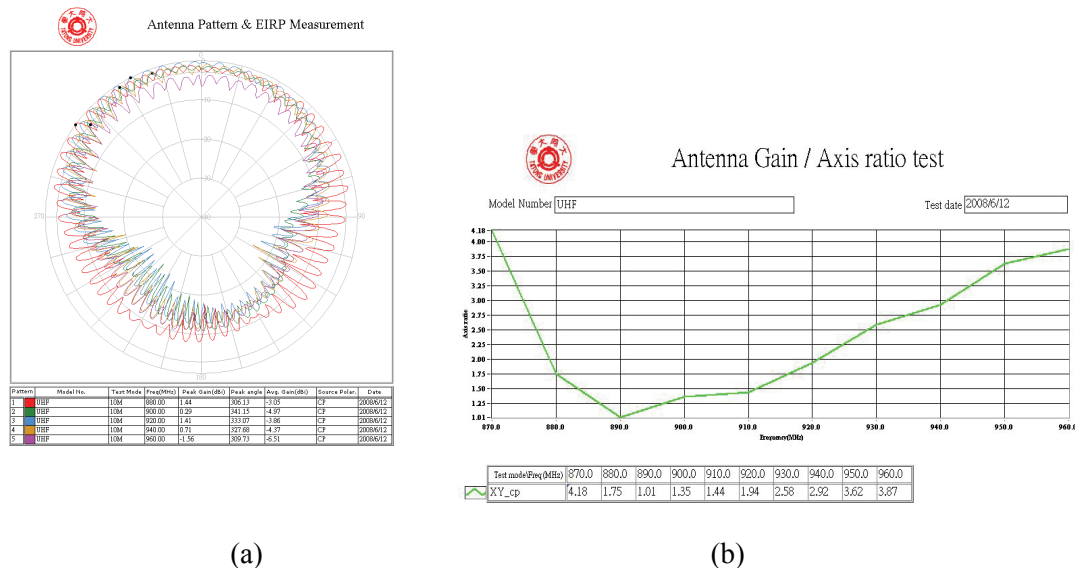 Antenna Pattern & EIRP Measurement
0
10
20
30
40
270
90
180
Pattern Model No. Test Mode Freq(MHz) Peak Gain(dBi) Peak angle Avg. Gain(dBi) Source Polar. Date
1 UHF 10M 880.00 1.44 306.13 -3.05 CP 2008/6/12
2 UHF 10M 900.00 0.29 341.15 -4.97 CP 2008/6/12
3 UHF 10M 920.00 1.41 333.07 -3.86 CP 2008/6/12
4 UHF 10M 940.00 0.71 327.68 -4.37 CP 2008/6/12
5 UHF 10M 960.00 -1.56 309.73 -6.51 CP 2008/6/12
(a)
TATUNG UNIVERSITY
Antenna Gain / Axis ratio test
Model Number UHF
Test date 2008/6/12
4.18
4.00
3.75
3.50
3.25
3.00
2.75
2.50
2.25
2.00
1.75
1.50
1.25
1.01
Axis ratio
870.0 880.0 890.0 900.0 910.0 920.0 930.0 940.0 950.0 960.0
Frequency(MHz)
Test mode\Freq(MHz) 870.0 880.0 890.0 900.0 910.0 920.0 930.0 940.0 950.0 960.0
XY_cp 4.18 1.75 1.01 1.35 1.44 1.94 2.58 2.92 3.62 3.87
(b)